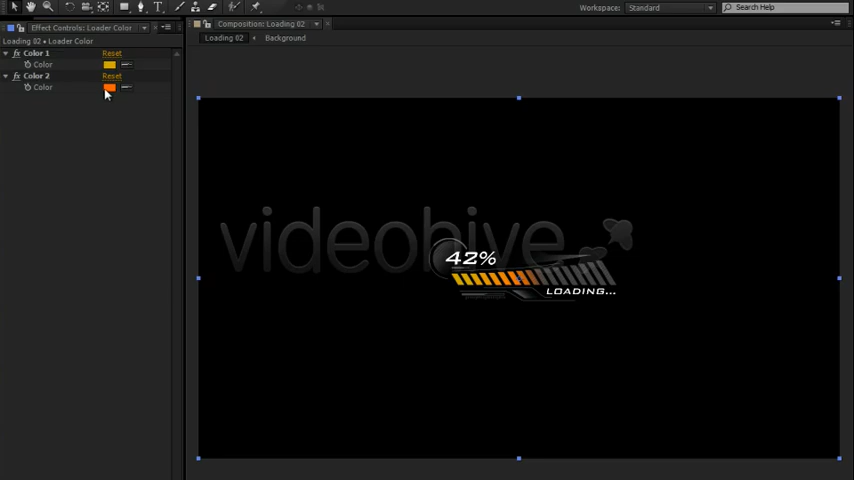 Workspace: Standard
Search Help
Effect Controls: Loader Color
Composition: Loading 02
Loading 02 • Loader Color
Loading 02
Background
Color 1
Reset
Color
Color 2
Reset
Color
videohive
42%
LOADING...